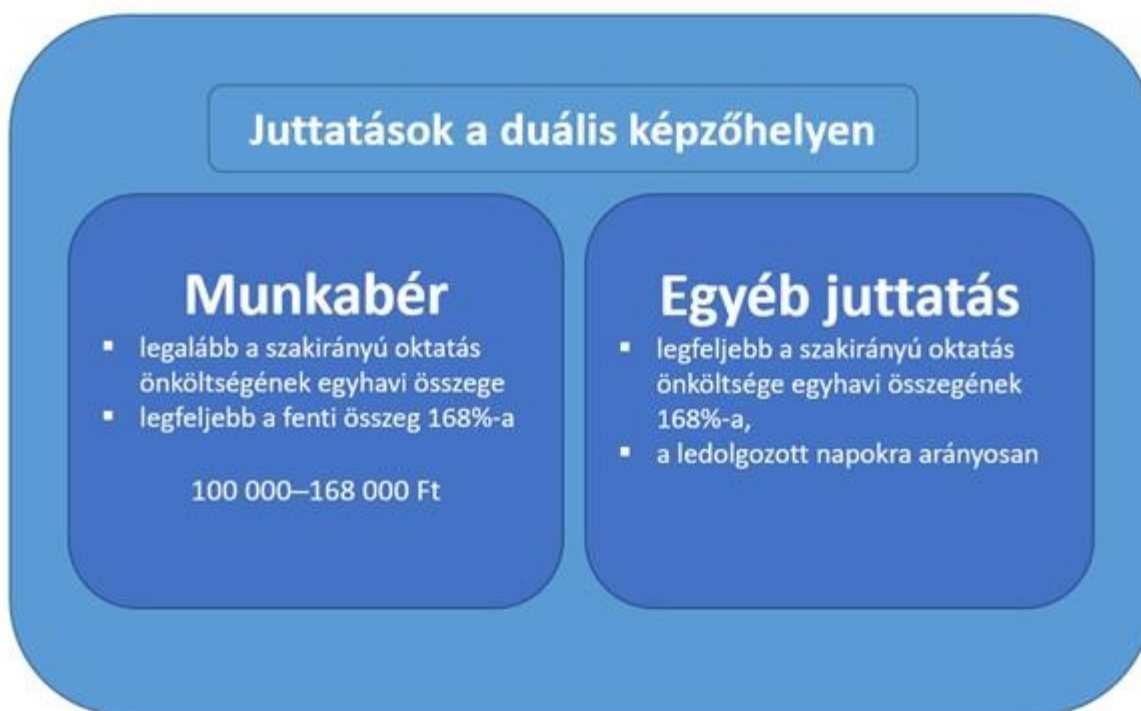 Juttatások a duális képzőhelyen
Munkabér
▪ legalább a szakirányú oktatás
önköltségének egyhavi összege
▪ legfeljebb a fenti összeg 168%-a
100 000–168 000 Ft
Egyéb juttatás
▪ legfeljebb a szakirányú oktatás
önköltsége egyhavi összegének
168%-a,
▪ a ledolgozott napokra arányosan